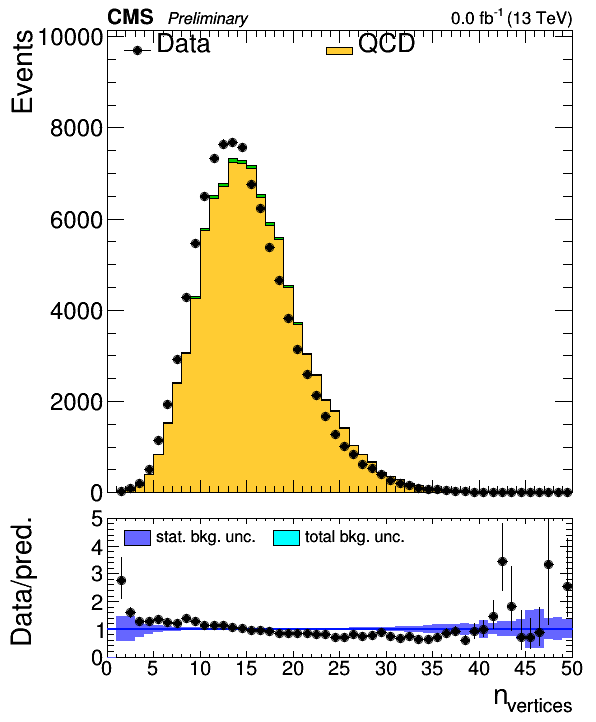 CMS Preliminary 0.0 fb⁻¹ (13 TeV)
Events
10000
8000
6000
4000
2000
0
Data QCD
Data/pred.
5
4
3
2
1
0
stat. bkg. unc. total bkg. unc.
0 5 10 15 20 25 30 35 40 45 50
n_vertices